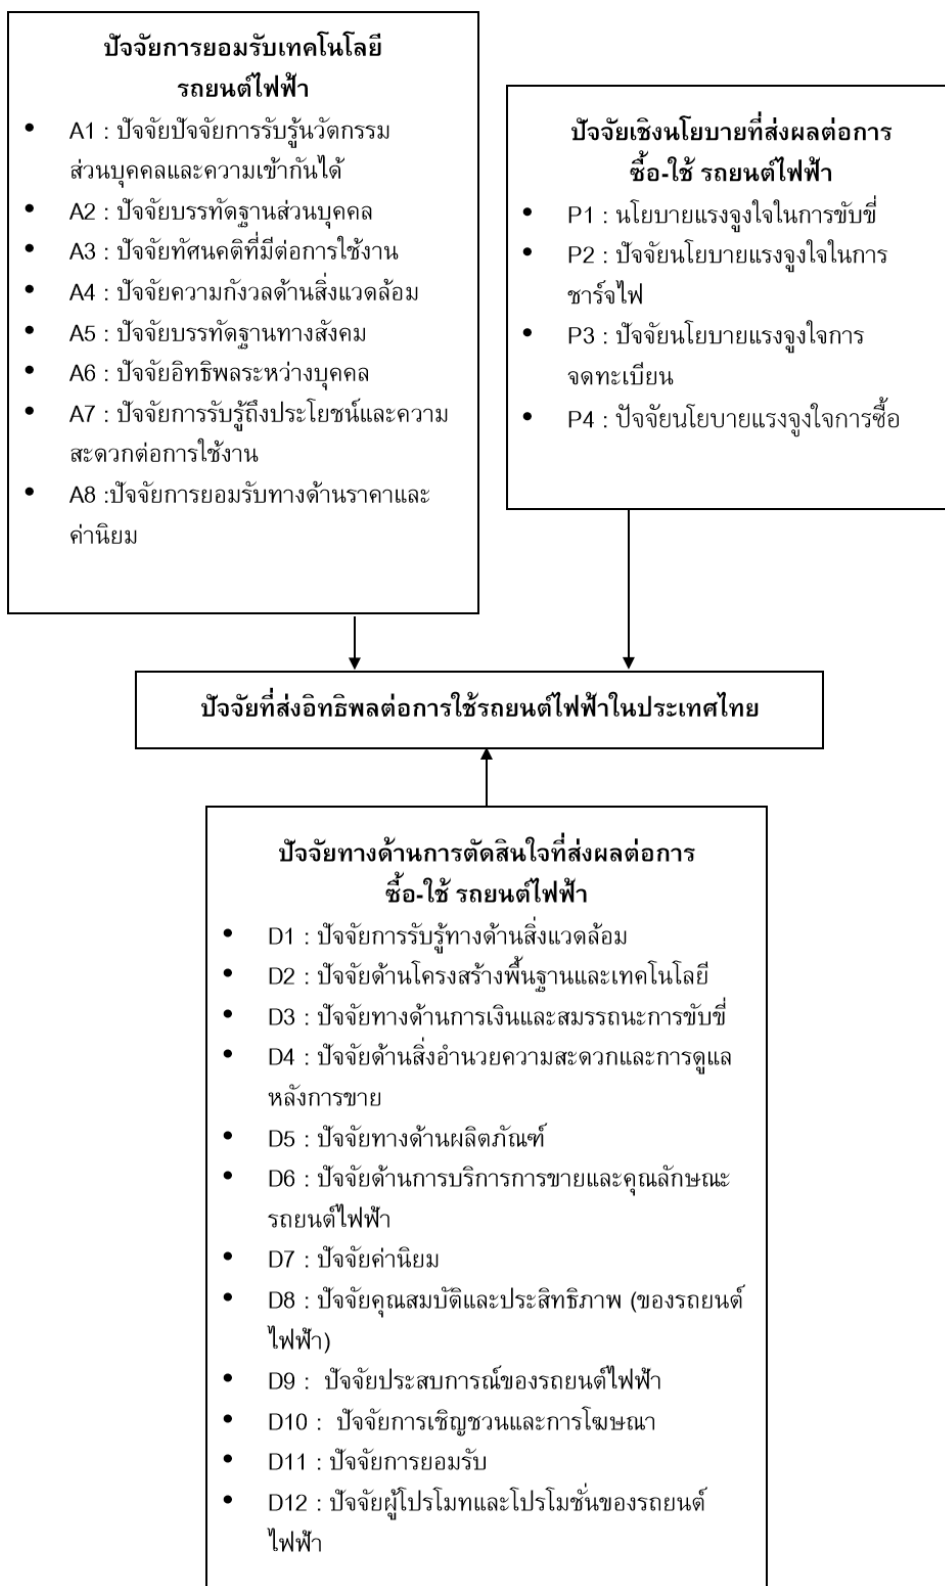 ปัจจัยการยอมรับเทคโนโลยี
รถยนต์ไฟฟ้า
• A1 : ปัจจัยปัจจัยการรับรู้นวัตกรรม
ส่วนบุคคลและความเข้ากันได้
• A2 : ปัจจัยบรรทัดฐานส่วนบุคคล
• A3 : ปัจจัยทัศนคติที่มีต่อการใช้งาน
• A4 : ปัจจัยความกังวลด้านสิ่งแวดล้อม
• A5 : ปัจจัยบรรทัดฐานทางสังคม
• A6 : ปัจจัยอิทธิพลระหว่างบุคคล
• A7 : ปัจจัยการรับรู้ถึงประโยชน์และความ
สะดวกต่อการใช้งาน
• A8 :ปัจจัยการยอมรับทางด้านราคาและ
ค่านิยม
ปัจจัยเชิงนโยบายที่ส่งผลต่อการ
ซื้อ-ใช้ รถยนต์ไฟฟ้า
• P1 : นโยบายแรงจูงใจในการขับขี่
• P2 : ปัจจัยนโยบายแรงจูงใจในการ
ชาร์จไฟ
• P3 : ปัจจัยนโยบายแรงจูงใจการ
จดทะเบียน
• P4 : ปัจจัยนโยบายแรงจูงใจการซื้อ
ปัจจัยที่ส่งอิทธิพลต่อการใช้รถยนต์ไฟฟ้าในประเทศไทย
ปัจจัยทางด้านการตัดสินใจที่ส่งผลต่อการ
ซื้อ-ใช้ รถยนต์ไฟฟ้า
• D1 : ปัจจัยการรับรู้ทางด้านสิ่งแวดล้อม
• D2 : ปัจจัยด้านโครงสร้างพื้นฐานและเทคโนโลยี
• D3 : ปัจจัยทางด้านการเงินและสมรรถนะการขับขี่
• D4 : ปัจจัยด้านสิ่งอำนวยความสะดวกและการดูแล
หลังการขาย
• D5 : ปัจจัยทางด้านผลิตภัณฑ์
• D6 : ปัจจัยด้านการบริการการขายและคุณลักษณะ
รถยนต์ไฟฟ้า
• D7 : ปัจจัยค่านิยม
• D8 : ปัจจัยคุณสมบัติและประสิทธิภาพ (ของรถยนต์
ไฟฟ้า)
• D9 : ปัจจัยประสบการณ์ของรถยนต์ไฟฟ้า
• D10 : ปัจจัยการเชิญชวนและการโฆษณา
• D11 : ปัจจัยการยอมรับ
• D12 : ปัจจัยผู้โปรโมทและโปรโมชั่นของรถยนต์
ไฟฟ้า